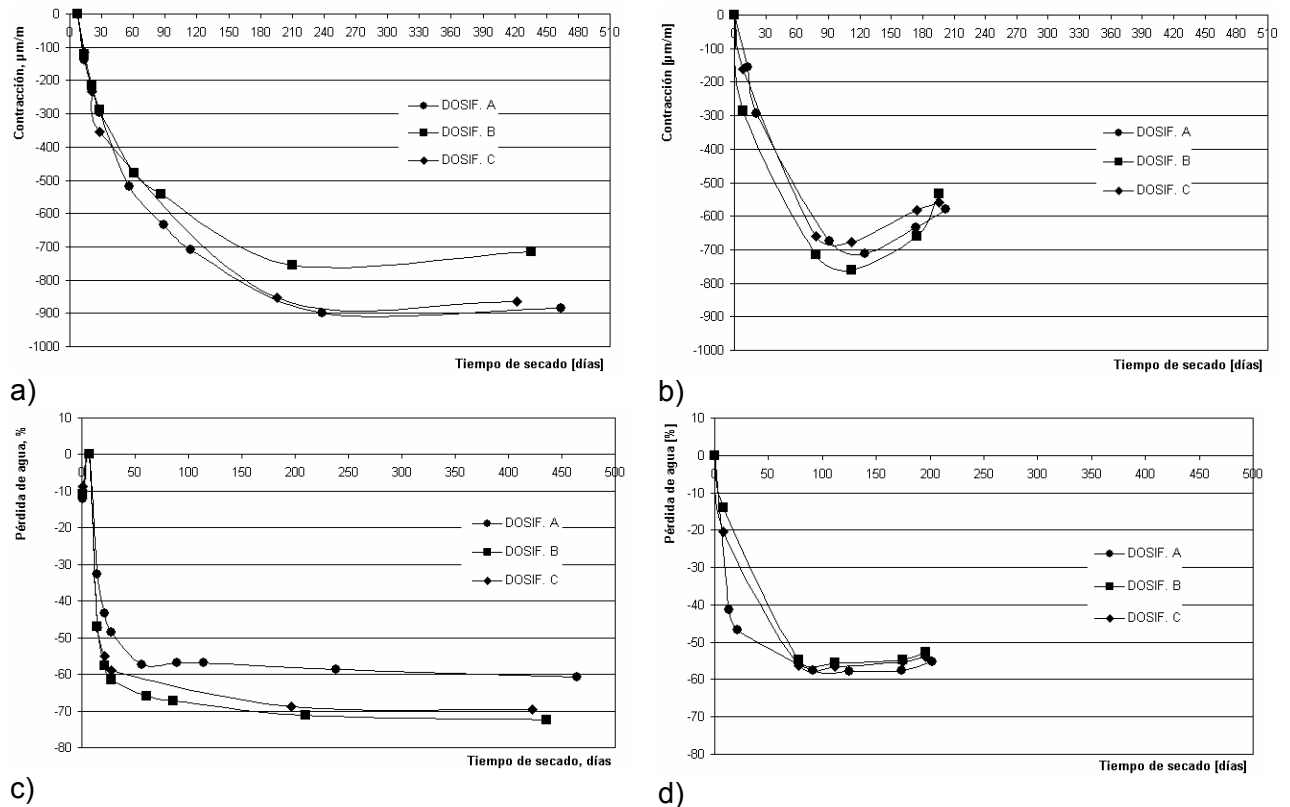 Contracción, µm/m
100
0
-100
-200
-300
-400
-500
-600
-700
-800
-900
-1000
0 30 60 90 120 150 180 210 240 270 300 330 360 390 420 450 480 510
DOSIF. A
DOSIF. B
DOSIF. C
Tiempo de secado [días]
a)
Contracción [µm/m]
0
-100
-200
-300
-400
-500
-600
-700
-800
-900
-1000
0 30 60 90 120 150 180 210 240 270 300 330 360 390 420 450 480 510
DOSIF. A
DOSIF. B
DOSIF. C
Tiempo de secado [días]
b)
Pérdida de agua, %
10
0
-10
-20
-30
-40
-50
-60
-70
-80
0 50 100 150 200 250 300 350 400 450 500
DOSIF. A
DOSIF. B
DOSIF. C
Tiempo de secado, días
c)
Pérdida de agua [%]
10
0
-10
-20
-30
-40
-50
-60
-70
-80
0 50 100 150 200 250 300 350 400 450 500
DOSIF. A
DOSIF. B
DOSIF. C
Tiempo de secado [días]
d)